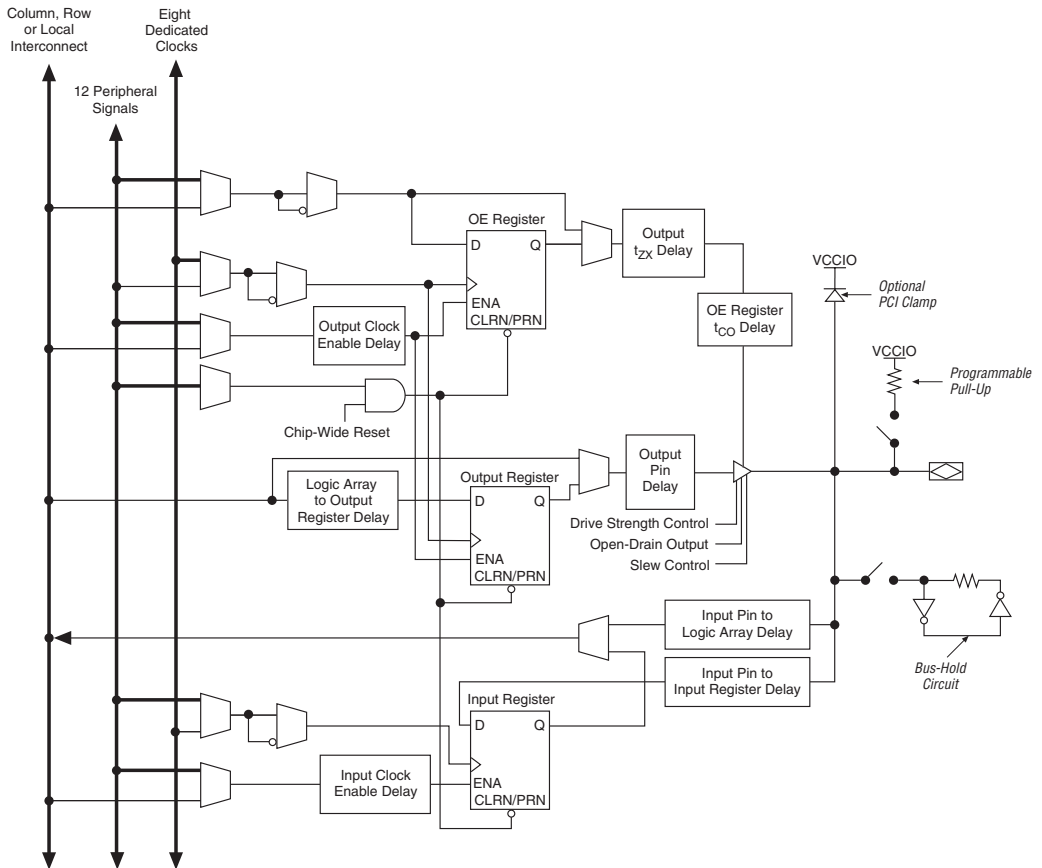 Column, Row
or Local
Interconnect
Eight
Dedicated
Clocks
12 Peripheral
Signals
OE Register
D
Q
ENA
CLRN/PRN
Output
tZX Delay
OE Register
tCO Delay
VCCIO
Optional
PCI Clamp
Output Clock
Enable Delay
VCCIO
Programmable
Pull-Up
Chip-Wide Reset
Output
Pin
Delay
Logic Array
to Output
Register Delay
Output Register
D
Q
ENA
CLRN/PRN
Drive Strength Control
Open-Drain Output
Slew Control
Input Pin to
Logic Array Delay
Input Pin to
Input Register Delay
Bus-Hold
Circuit
Input Register
D
Q
ENA
CLRN/PRN
Input Clock
Enable Delay